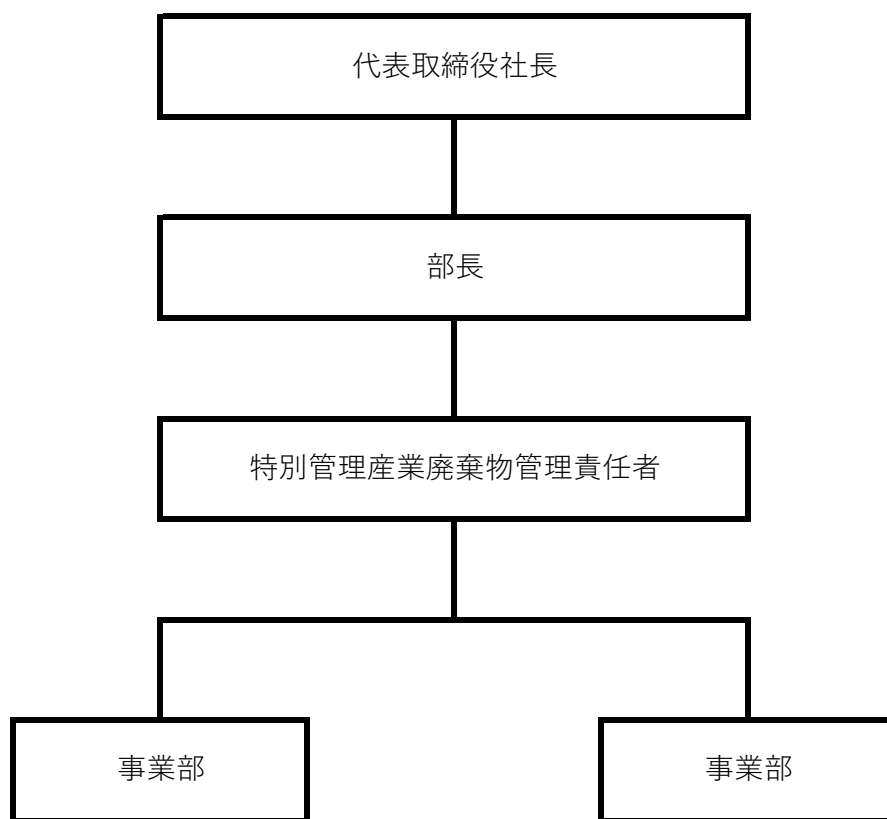 代表取締役社長
部長
特別管理産業廃棄物管理責任者
事業部
事業部